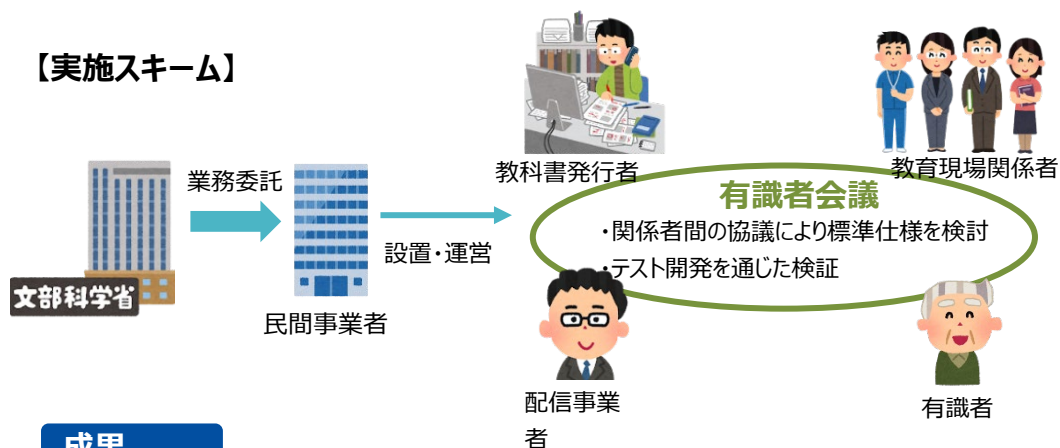 【実施スキーム】
教科書発行者
教育現場関係者
業務委託
有識者会議
・関係者間の協議により標準仕様を検討
設置・運営
・テスト開発を通じた検証
文部科学省
民間事業者
配信事業
者
有識者
成果